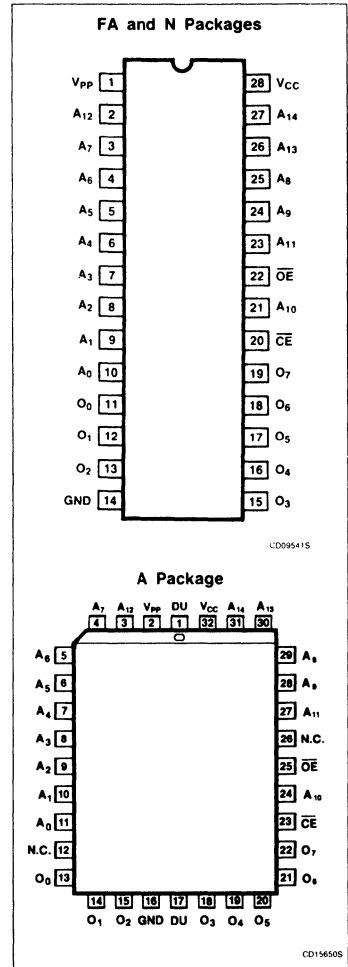 FA and N Packages
VPP 1 28 VCC
A12 2 27 A14
A7 3 26 A13
A6 4 25 A8
A5 5 24 A9
A4 6 23 A11
A3 7 22 OE
A2 8 21 A10
A1 9 20 CE
A0 10 19 O7
O0 11 18 O6
O1 12 17 O5
O2 13 16 O4
GND 14 15 O3
CD09541S
A Package
A7 A12 VPP DU VCC A14 A13
4 3 2 1 32 31 30
A6 5 29 A8
A5 6 28 A9
A4 7 27 A11
A3 8 26 N.C.
A2 9 25 OE
A1 10 24 A10
A0 11 23 CE
N.C. 12 22 O7
O0 13 21 O6
14 15 16 17 18 19 20
O1 O2 GND DU O3 O4 O5
CD15650S